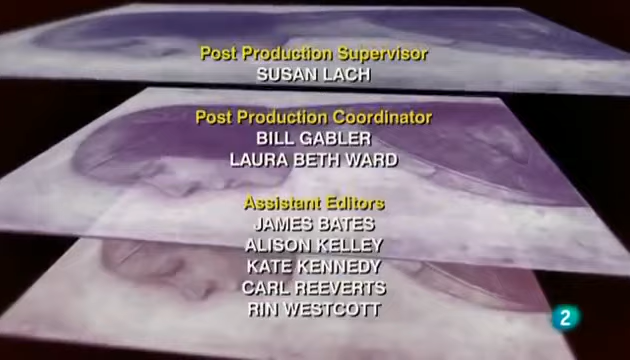 Post Production Supervisor
SUSAN LACH
Post Production Coordinator
BILL GABLER
LAURA BETH WARD
Assistant Editors
JAMES BATES
ALISON KELLEY
KATE KENNEDY
CARL REEVERTS
RIN WESTCOTT
2